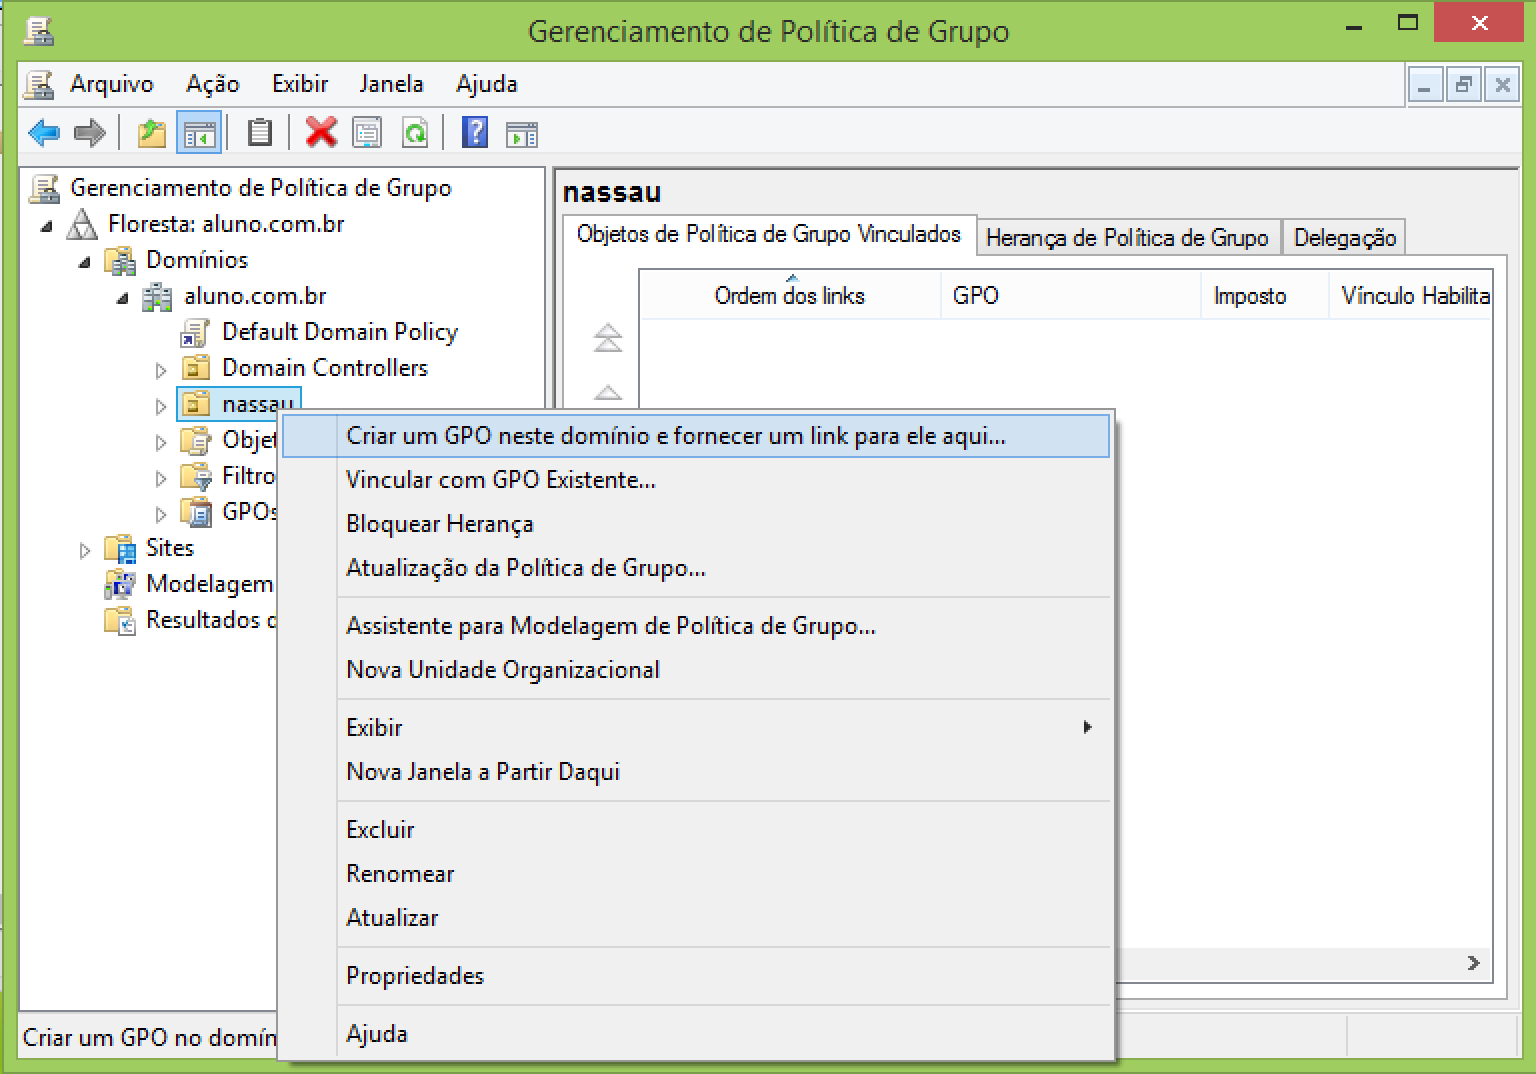 Gerenciamento de Política de Grupo
Arquivo Ação Exibir Janela Ajuda
Gerenciamento de Política de Grupo
Floresta: aluno.com.br
Domínios
aluno.com.br
Default Domain Policy
Domain Controllers
nassau
Objet
Filtro
GPOs
Sites
Modelagem
Resultados
nassau
Objetos de Política de Grupo Vinculados Herança de Política de Grupo Delegação
Ordem dos links GPO Imposto Vínculo Habilita
Criar um GPO neste domínio e fornecer um link para ele aqui...
Vincular com GPO Existente...
Bloquear Herança
Atualização da Política de Grupo...
Assistente para Modelagem de Política de Grupo...
Nova Unidade Organizacional
Exibir
Nova Janela a Partir Daqui
Excluir
Renomear
Atualizar
Propriedades
Ajuda
Criar um GPO no domín